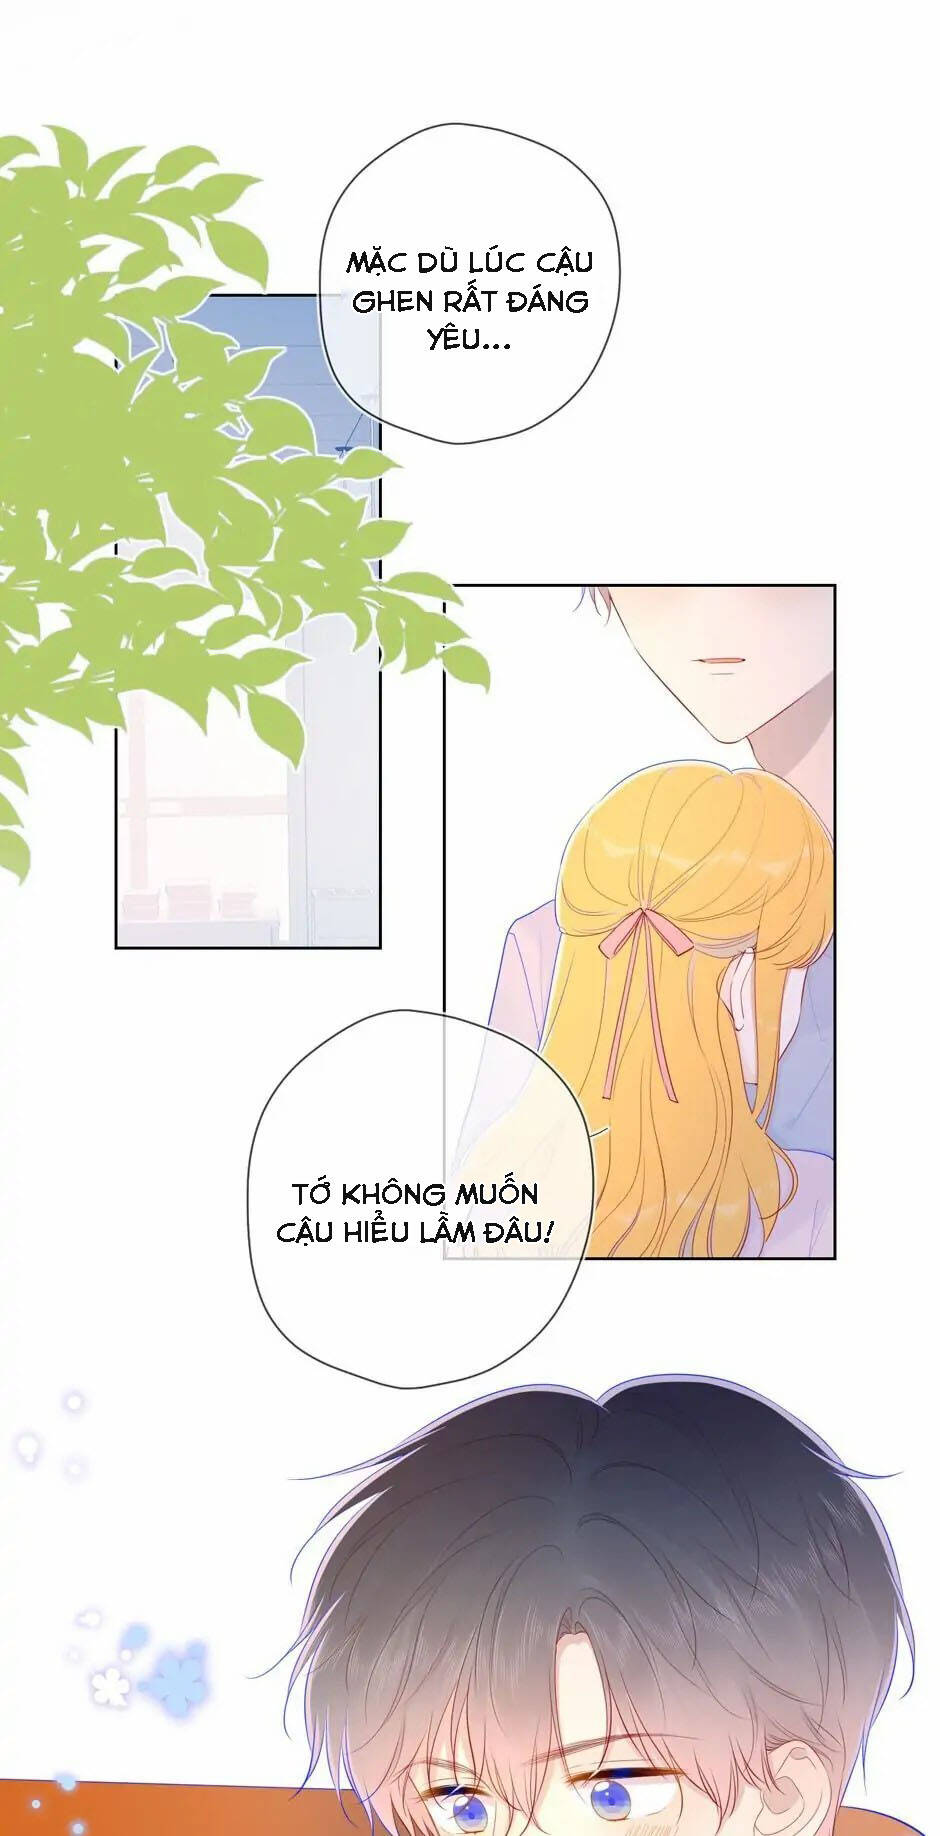 MẶC DÙ LÚC CẬU
GHEN RẤT ĐÁNG
YÊU...
TỚ KHÔNG MUỐN
CẬU HIỂU LẦM ĐÂU!